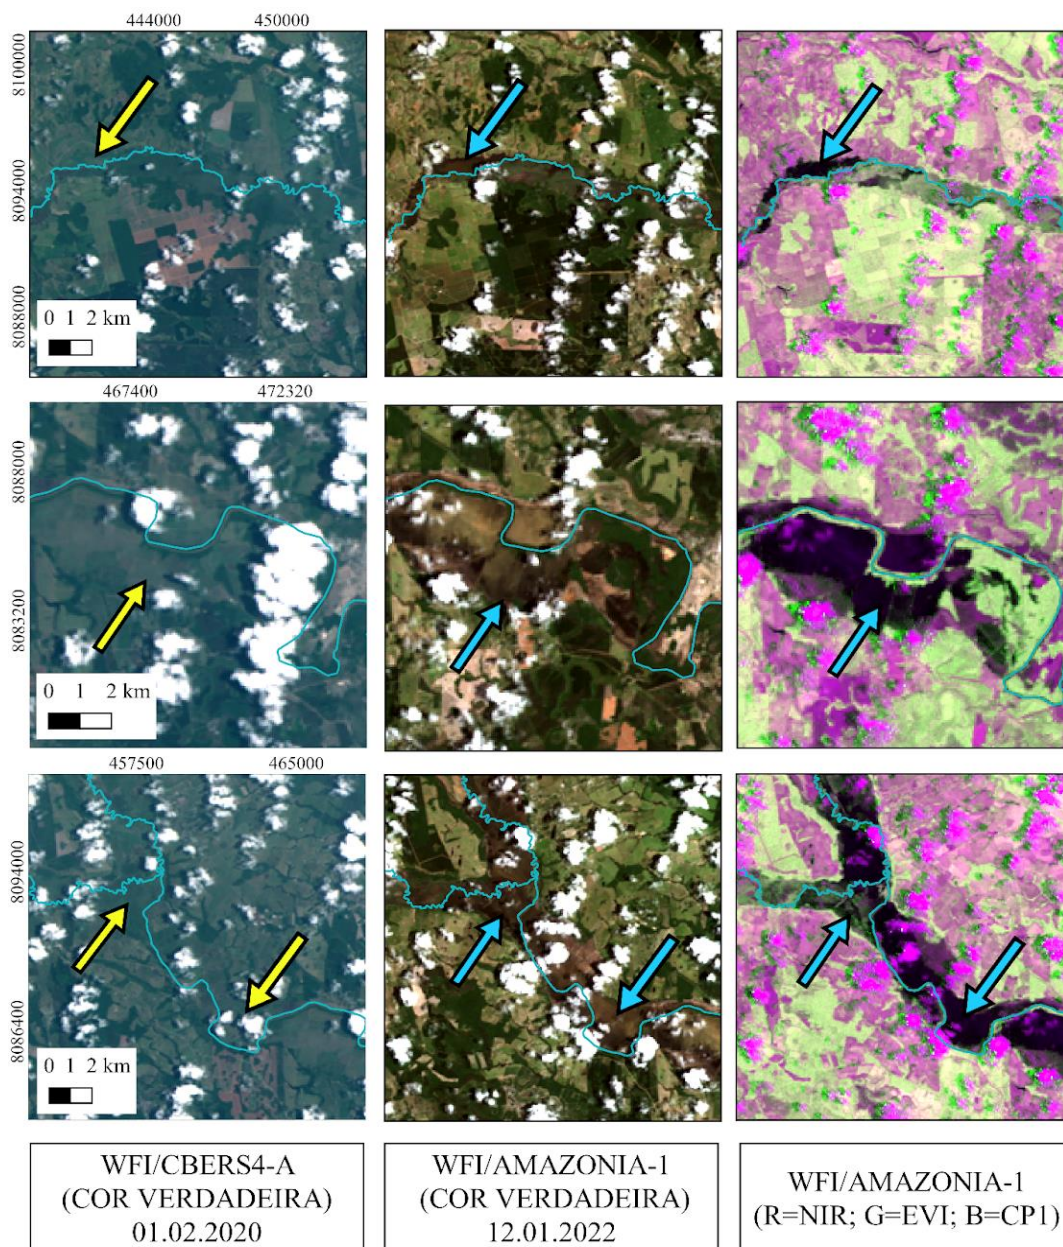 444000 450000
8100000
8094000
8088000
0 1 2 km
467400 472320
8088000
8083200
0 1 2 km
457500 465000
8094000
8086400
0 1 2 km
WFI/CBERS4-A
(COR VERDADEIRA)
01.02.2020
WFI/AMAZONIA-1
(COR VERDADEIRA)
12.01.2022
WFI/AMAZONIA-1
(R=NIR; G=EVI; B=CP1)